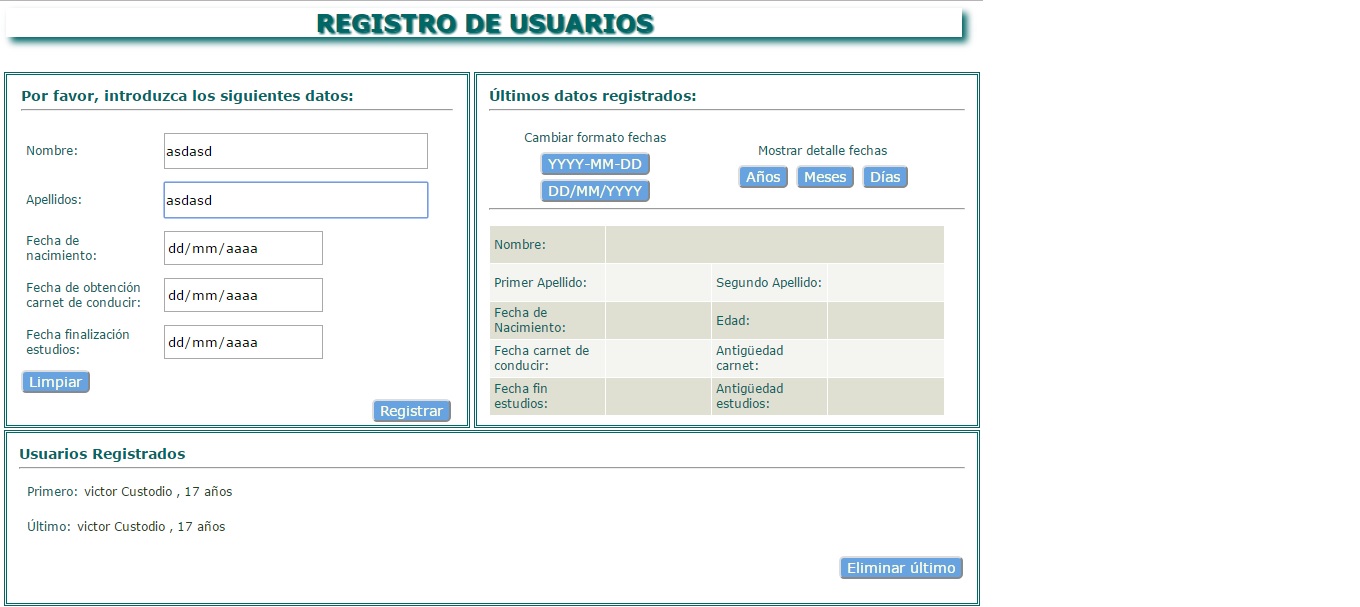 REGISTRO DE USUARIOS
Por favor, introduzca los siguientes datos:
Nombre: asdasd
Apellidos: asdasd
Fecha de
nacimiento: dd/mm/aaaa
Fecha de obtención
carnet de conducir: dd/mm/aaaa
Fecha finalización
estudios: dd/mm/aaaa
Limpiar
Registrar
Últimos datos registrados:
Cambiar formato fechas
YYYY-MM-DD
DD/MM/YYYY
Mostrar detalle fechas
Años Meses Días
Nombre:
Primer Apellido: Segundo Apellido:
Fecha de
Nacimiento:
Edad:
Fecha carnet de
conducir:
Antigüedad
carnet:
Fecha fin
estudios:
Antigüedad
estudios:
Usuarios Registrados
Primero: victor Custodio , 17 años
Último: victor Custodio , 17 años
Eliminar último